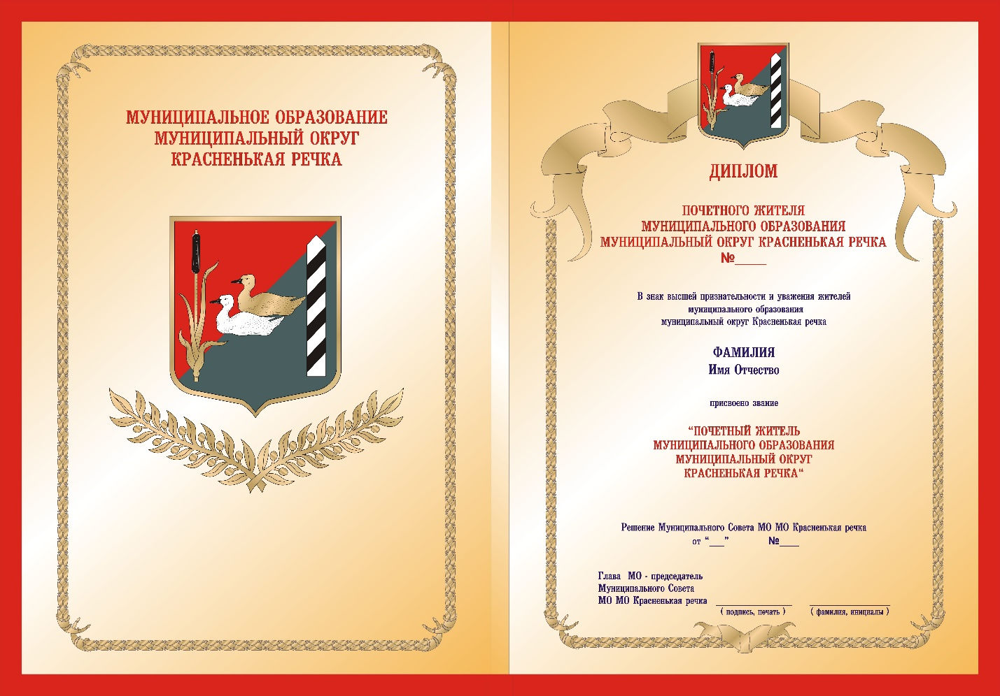 МУНИЦИПАЛЬНОЕ ОБРАЗОВАНИЕ
МУНИЦИПАЛЬНЫЙ ОКРУГ
КРАСНЕНЬКАЯ РЕЧКА
ДИПЛОМ
ПОЧЕТНОГО ЖИТЕЛЯ
МУНИЦИПАЛЬНОГО ОБРАЗОВАНИЯ
МУНИЦИПАЛЬНЫЙ ОКРУГ КРАСНЕНЬКАЯ РЕЧКА
№_____
В знак высшей признательности и уважения жителей
муниципального образования
муниципальный округ Красненькая речка
ФАМИЛИЯ
Имя Отчество
присвоено звание
“ПОЧЕТНЫЙ ЖИТЕЛЬ
МУНИЦИПАЛЬНОГО ОБРАЗОВАНИЯ
МУНИЦИПАЛЬНЫЙ ОКРУГ
КРАСНЕНЬКАЯ РЕЧКА“
Решение Муниципального Совета МО МО Красненькая речка
от “___” №____
Глава МО - председатель
Муниципального Совета
МО МО Красненькая речка ________________ ________________
( подпись, печать ) ( фамилия, инициалы )